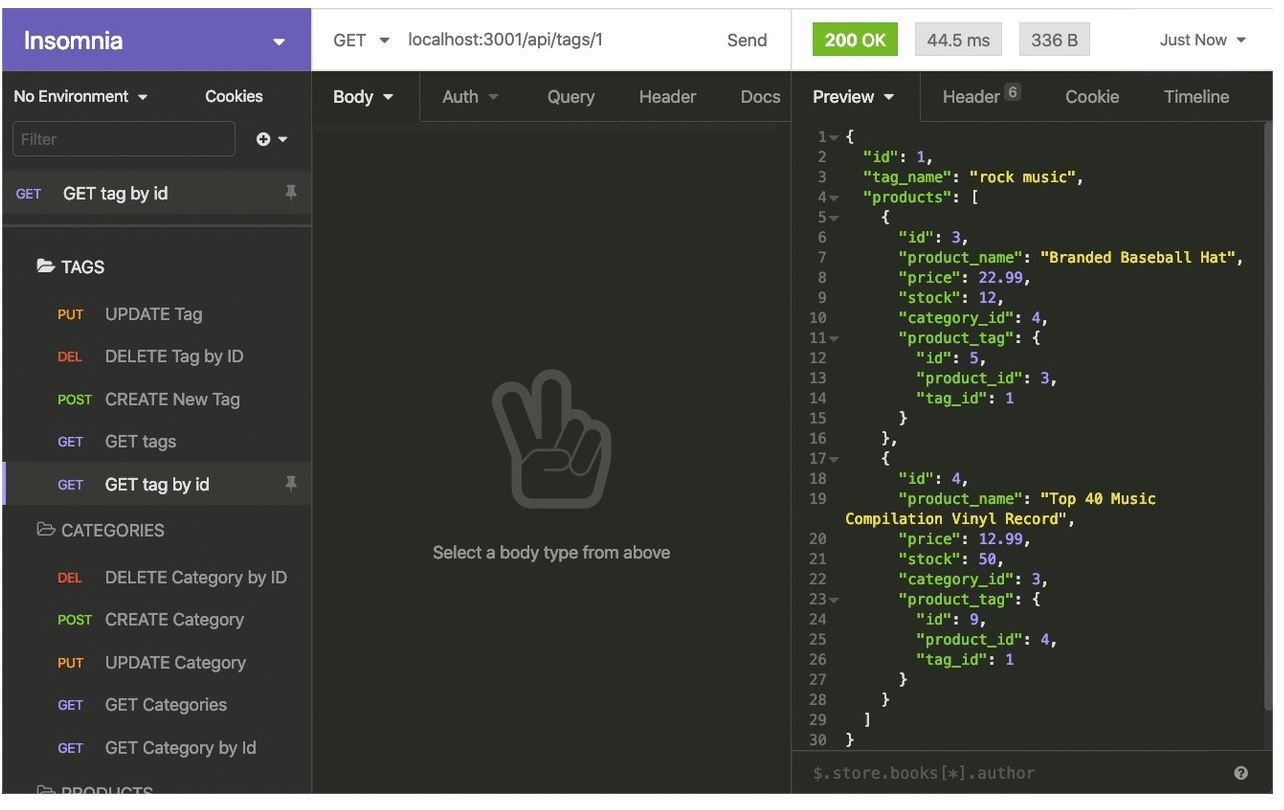 Insomnia
No Environment
Cookies
Filter
GET GET tag by id
TAGS
PUT UPDATE Tag
DEL DELETE Tag by ID
POST CREATE New Tag
GET GET tags
GET GET tag by id
CATEGORIES
DEL DELETE Category by ID
POST CREATE Category
PUT UPDATE Category
GET GET Categories
GET GET Category by Id
PRODUCTS
GET localhost:3001/api/tags/1 Send
Body Auth Query Header Docs
Select a body type from above
200 OK 44.5 ms 336 B Just Now
Preview Header 6 Cookie Timeline
1 {
2 "id": 1,
3 "tag_name": "rock music",
4 "products": [
5 {
6 "id": 3,
7 "product_name": "Branded Baseball Hat",
8 "price": 22.99,
9 "stock": 12,
10 "category_id": 4,
11 "product_tag": {
12 "id": 5,
13 "product_id": 3,
14 "tag_id": 1
15 }
16 },
17 {
18 "id": 4,
19 "product_name": "Top 40 Music
Compilation Vinyl Record",
20 "price": 12.99,
21 "stock": 50,
22 "category_id": 3,
23 "product_tag": {
24 "id": 9,
25 "product_id": 4,
26 "tag_id": 1
27 }
28 }
29 ]
30 }
$.store.books[*].author